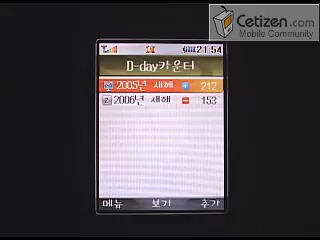 Cetizen.com
Mobile Community
21:54
D-day카운터
2005년 새해 + 212
2006년 새해 - 153
메뉴 보기 추가